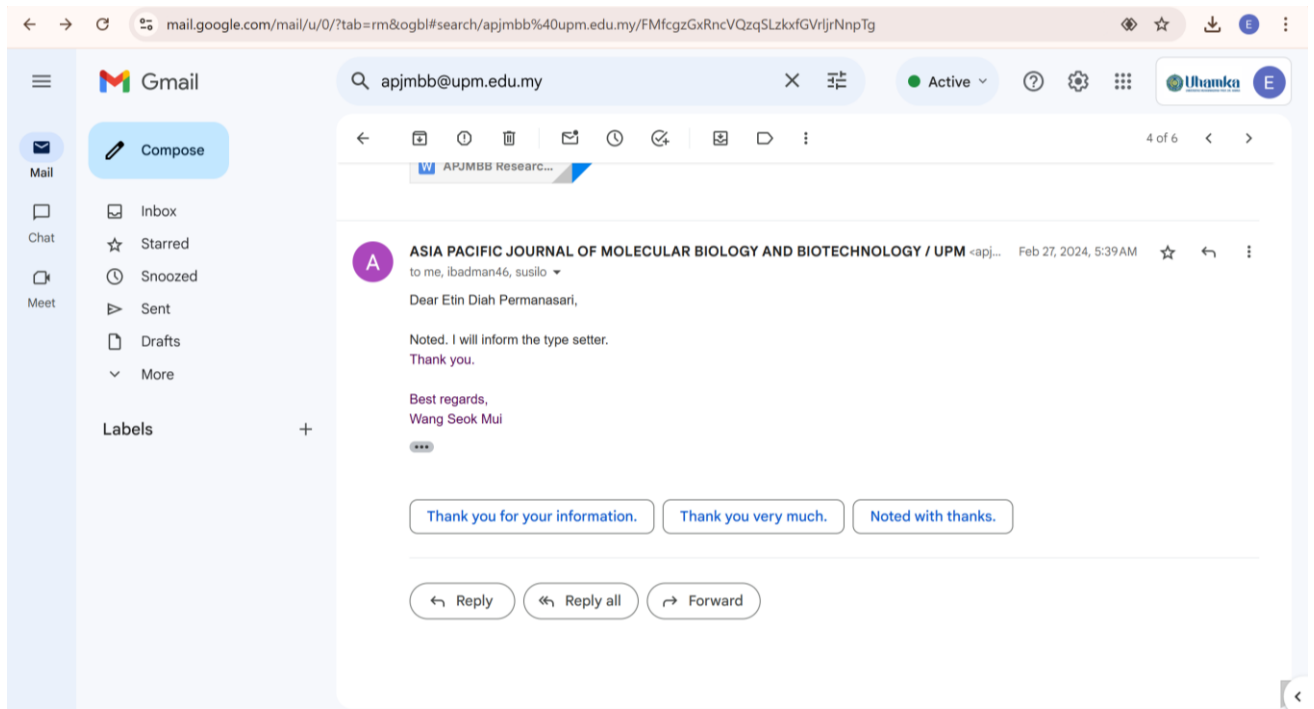 mail.google.com/mail/u/0/?tab=rm&ogbl#search/apjmbb%40upm.edu.my/FMfcgzGxRncVQzqSLzkxfGVrljrNnpTg
E
Gmail
apjmbb@upm.edu.my
Active
Uhamka
E
Mail
Chat
Meet
Compose
Inbox
Starred
Snoozed
Sent
Drafts
More
Labels
4 of 6
W APJMBB Researc...
A
ASIA PACIFIC JOURNAL OF MOLECULAR BIOLOGY AND BIOTECHNOLOGY / UPM <apj... Feb 27, 2024, 5:39 AM
to me, ibadman46, susilo
Dear Etin Diah Permanasari,
Noted. I will inform the type setter.
Thank you.
Best regards,
Wang Seok Mui
Thank you for your information.
Thank you very much.
Noted with thanks.
Reply
Reply all
Forward